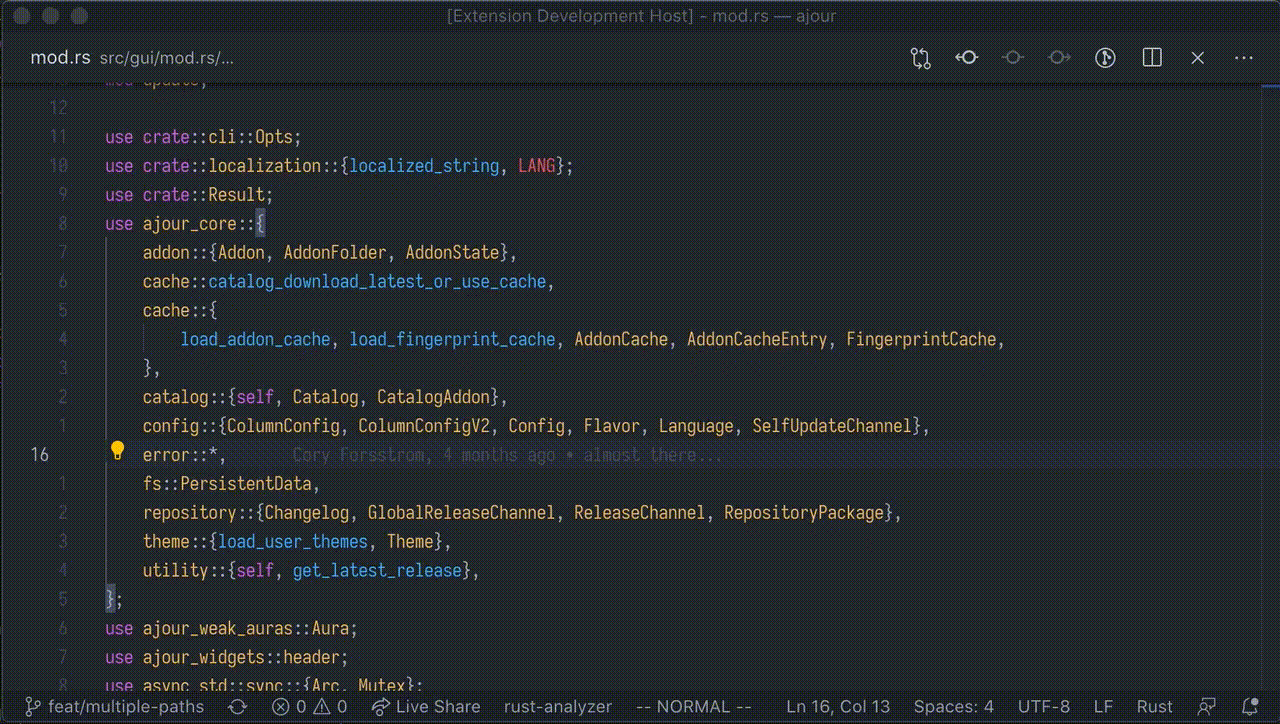 [Extension Development Host] - mod.rs — ajour
mod.rs src/gui/mod.rs/...
12
11 use crate::cli::Opts;
10 use crate::localization::{localized_string, LANG};
9 use crate::Result;
8 use ajour_core::{
7 addon::{Addon, AddonFolder, AddonState},
6 cache::catalog_download_latest_or_use_cache,
5 cache::{
4 load_addon_cache, load_fingerprint_cache, AddonCache, AddonCacheEntry, FingerprintCache,
3 },
2 catalog::{self, Catalog, CatalogAddon},
1 config::{ColumnConfig, ColumnConfigV2, Config, Flavor, Language, SelfUpdateChannel},
16 error::*, Cory Forsstrom, 4 months ago • almost there...
1 fs::PersistentData,
2 repository::{Changelog, GlobalReleaseChannel, ReleaseChannel, RepositoryPackage},
3 theme::{load_user_themes, Theme},
4 utility::{self, get_latest_release},
5 };
6 use ajour_weak_auras::Aura;
7 use ajour_widgets::header;
8 use async_std::sync::{Arc, Mutex};
feat/multiple-paths 0 0 Live Share rust-analyzer -- NORMAL -- Ln 16, Col 13 Spaces: 4 UTF-8 LF Rust